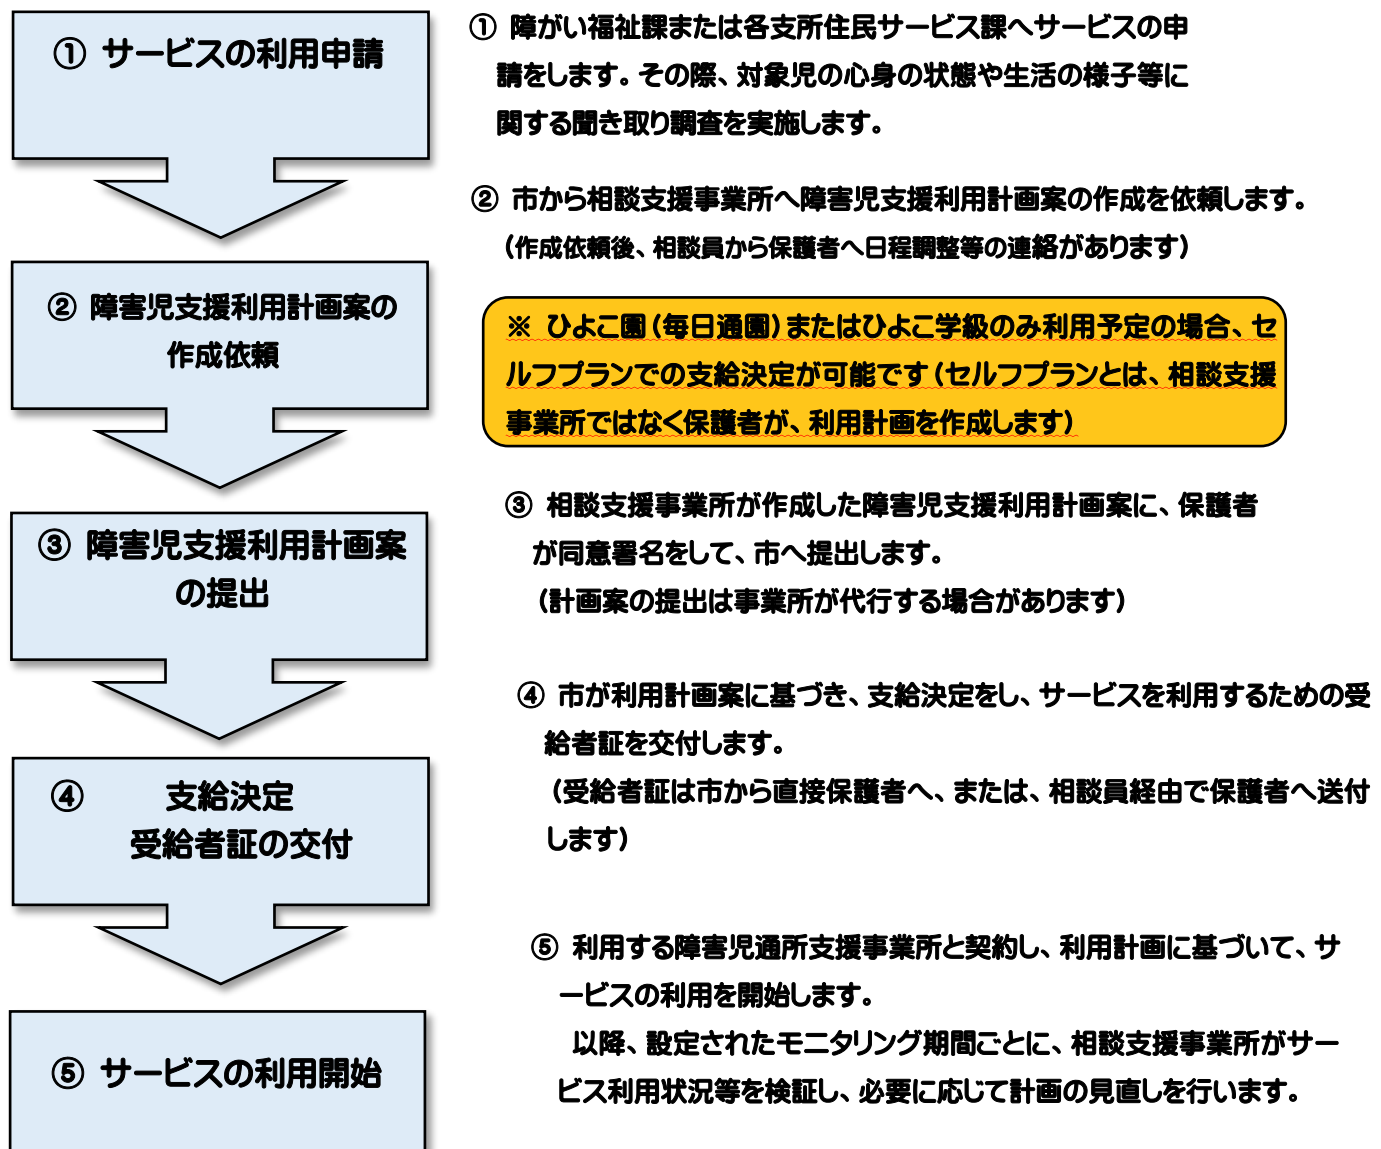 ① サービスの利用申請
① 障がい福祉課または各支所住民サービス課へサービスの申
請をします。その際、対象児の心身の状態や生活の様子等に
関する聞き取り調査を実施します。
② 障害児支援利用計画案の
作成依頼
② 市から相談支援事業所へ障害児支援利用計画案の作成を依頼します。
（作成依頼後、相談員から保護者へ日程調整等の連絡があります）
※ ひよこ園（毎日通園）またはひよこ学級のみ利用予定の場合、セ
ルフプランでの支給決定が可能です（セルフプランとは、相談支援
事業所ではなく保護者が、利用計画を作成します）
③ 障害児支援利用計画案
の提出
③ 相談支援事業所が作成した障害児支援利用計画案に、保護者
が同意署名をして、市へ提出します。
（計画案の提出は事業所が代行する場合があります）
④ 支給決定
受給者証の交付
④ 市が利用計画案に基づき、支給決定をし、サービスを利用するための受
給者証を交付します。
（受給者証は市から直接保護者へ、または、相談員経由で保護者へ送付
します）
⑤ サービスの利用開始
⑤ 利用する障害児通所支援事業所と契約し、利用計画に基づいて、サ
ービスの利用を開始します。
以降、設定されたモニタリング期間ごとに、相談支援事業所がサー
ビス利用状況等を検証し、必要に応じて計画の見直しを行います。